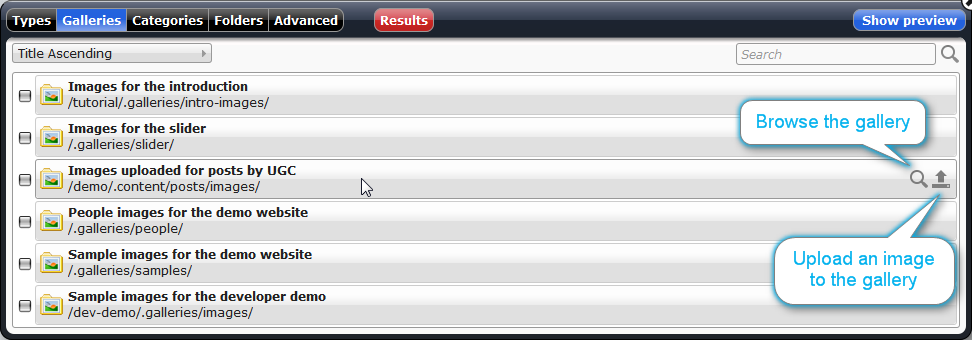 Types Galleries Categories Folders Advanced Results Show preview
Title Ascending Search
Images for the introduction
/tutorial/.galleries/intro-images/
Images for the slider
/.galleries/slider/
Browse the gallery
Images uploaded for posts by UGC
/demo/.content/posts/images/
People images for the demo website
/.galleries/people/
Sample images for the demo website
/.galleries/samples/
Upload an image
to the gallery
Sample images for the developer demo
/dev-demo/.galleries/images/